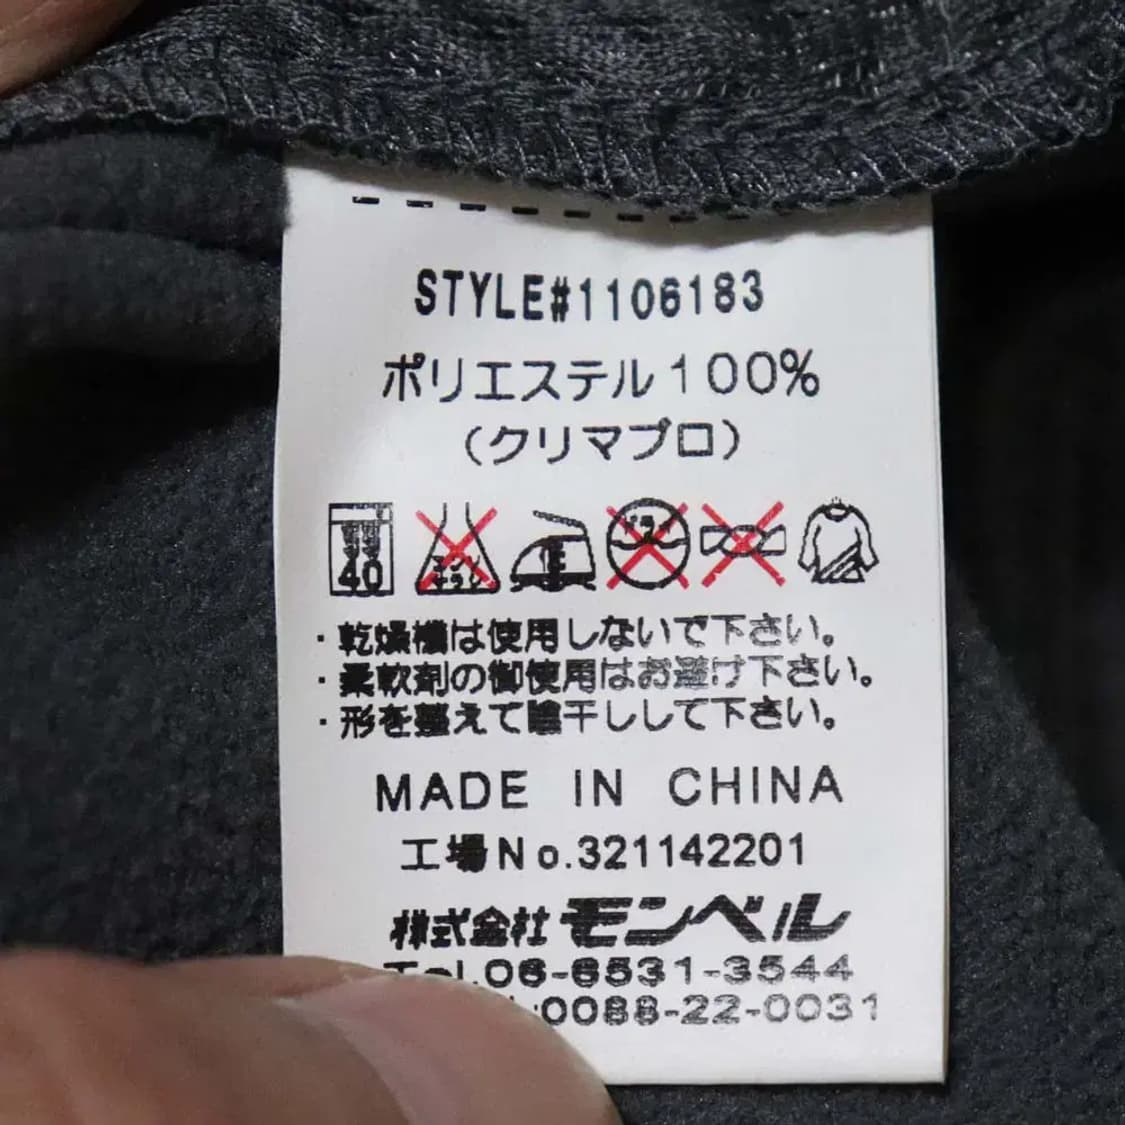 STYLE#1106183
ポリエステル100%
(クリマプロ)
40
・乾燥機は使用しないで下さい。
・柔軟剤の御使用はお避け下さい。
・形を整えて陰干しして下さい。
MADE IN CHINA
工場No.321142201
株式会社 モンベル
Tel.06-6531-3544
:0088-22-0031